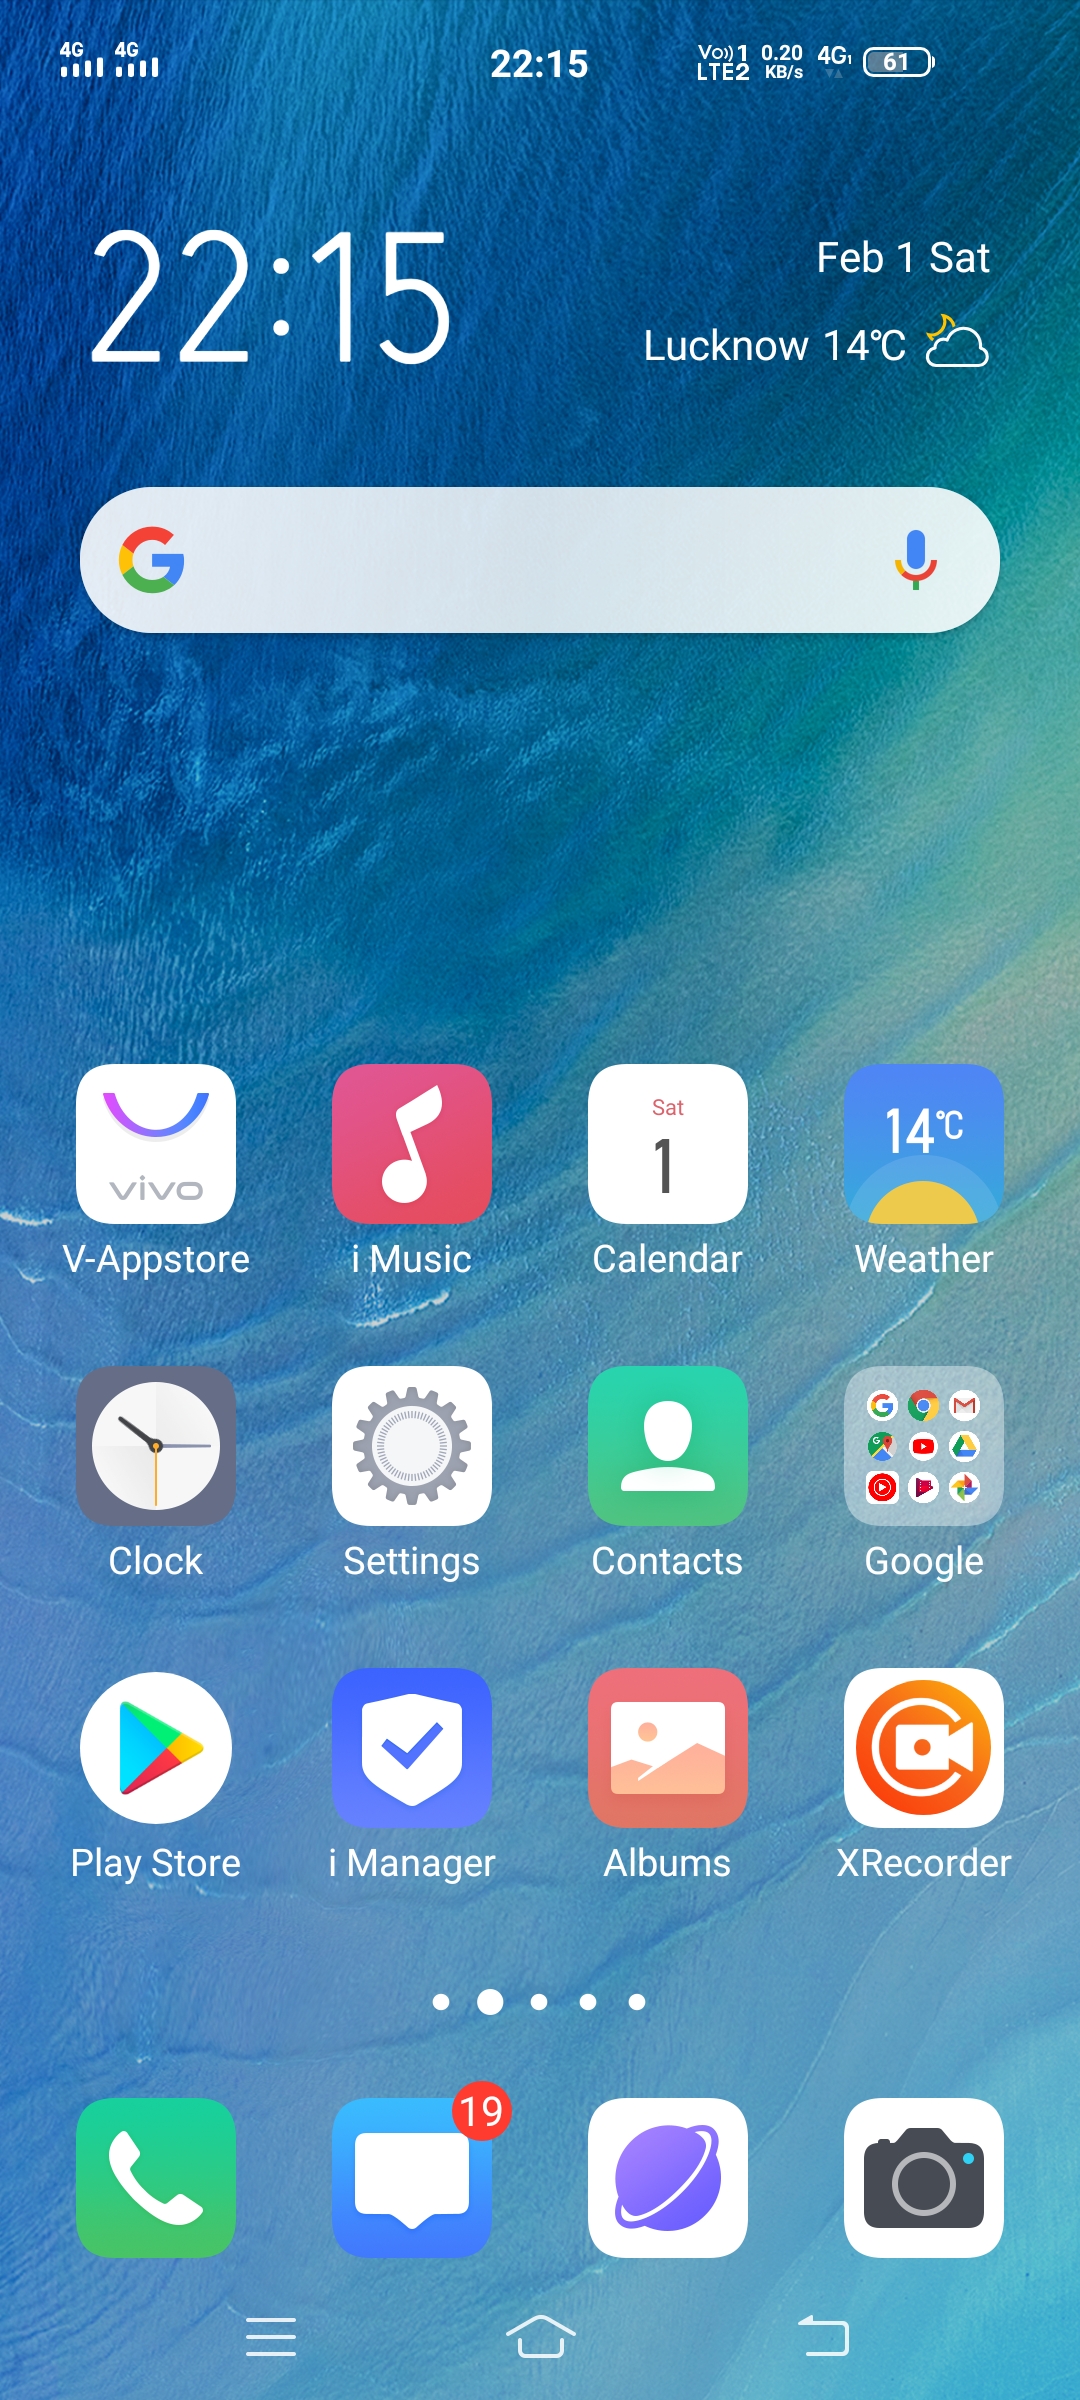 4G 4G 22:15 Vo))1 LTE2 0.20 KB/s 4G1 61
22:15
Feb 1 Sat
Lucknow 14°C
G
Sat
14°C
1
vivo
V-Appstore i Music Calendar Weather
Clock Settings Contacts Google
Play Store i Manager Albums XRecorder
19